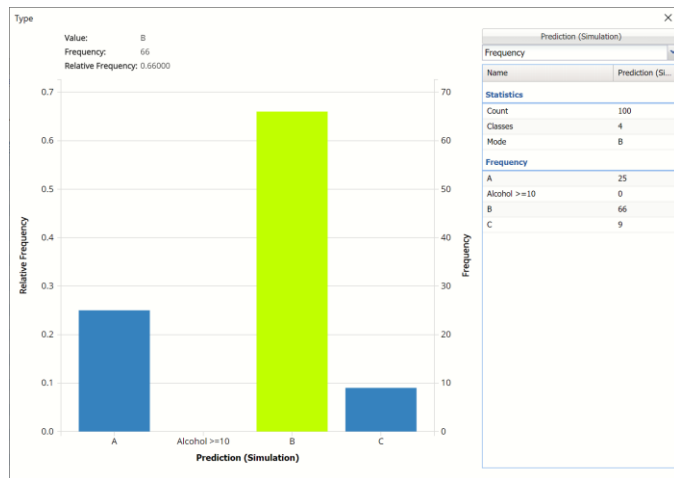 Type
Value: B
Frequency: 66
Relative Frequency: 0.66000
0.7
0.6
0.5
0.4
0.3
0.2
0.1
0.0
Relative Frequency
70
60
50
40
30
20
10
0
Frequency
A
Alcohol >=10
B
C
Prediction (Simulation)
Prediction (Simulation)
Frequency
Name Prediction (Si...
Statistics
Count 100
Classes 4
Mode B
Frequency
A 25
Alcohol >=10 0
B 66
C 9